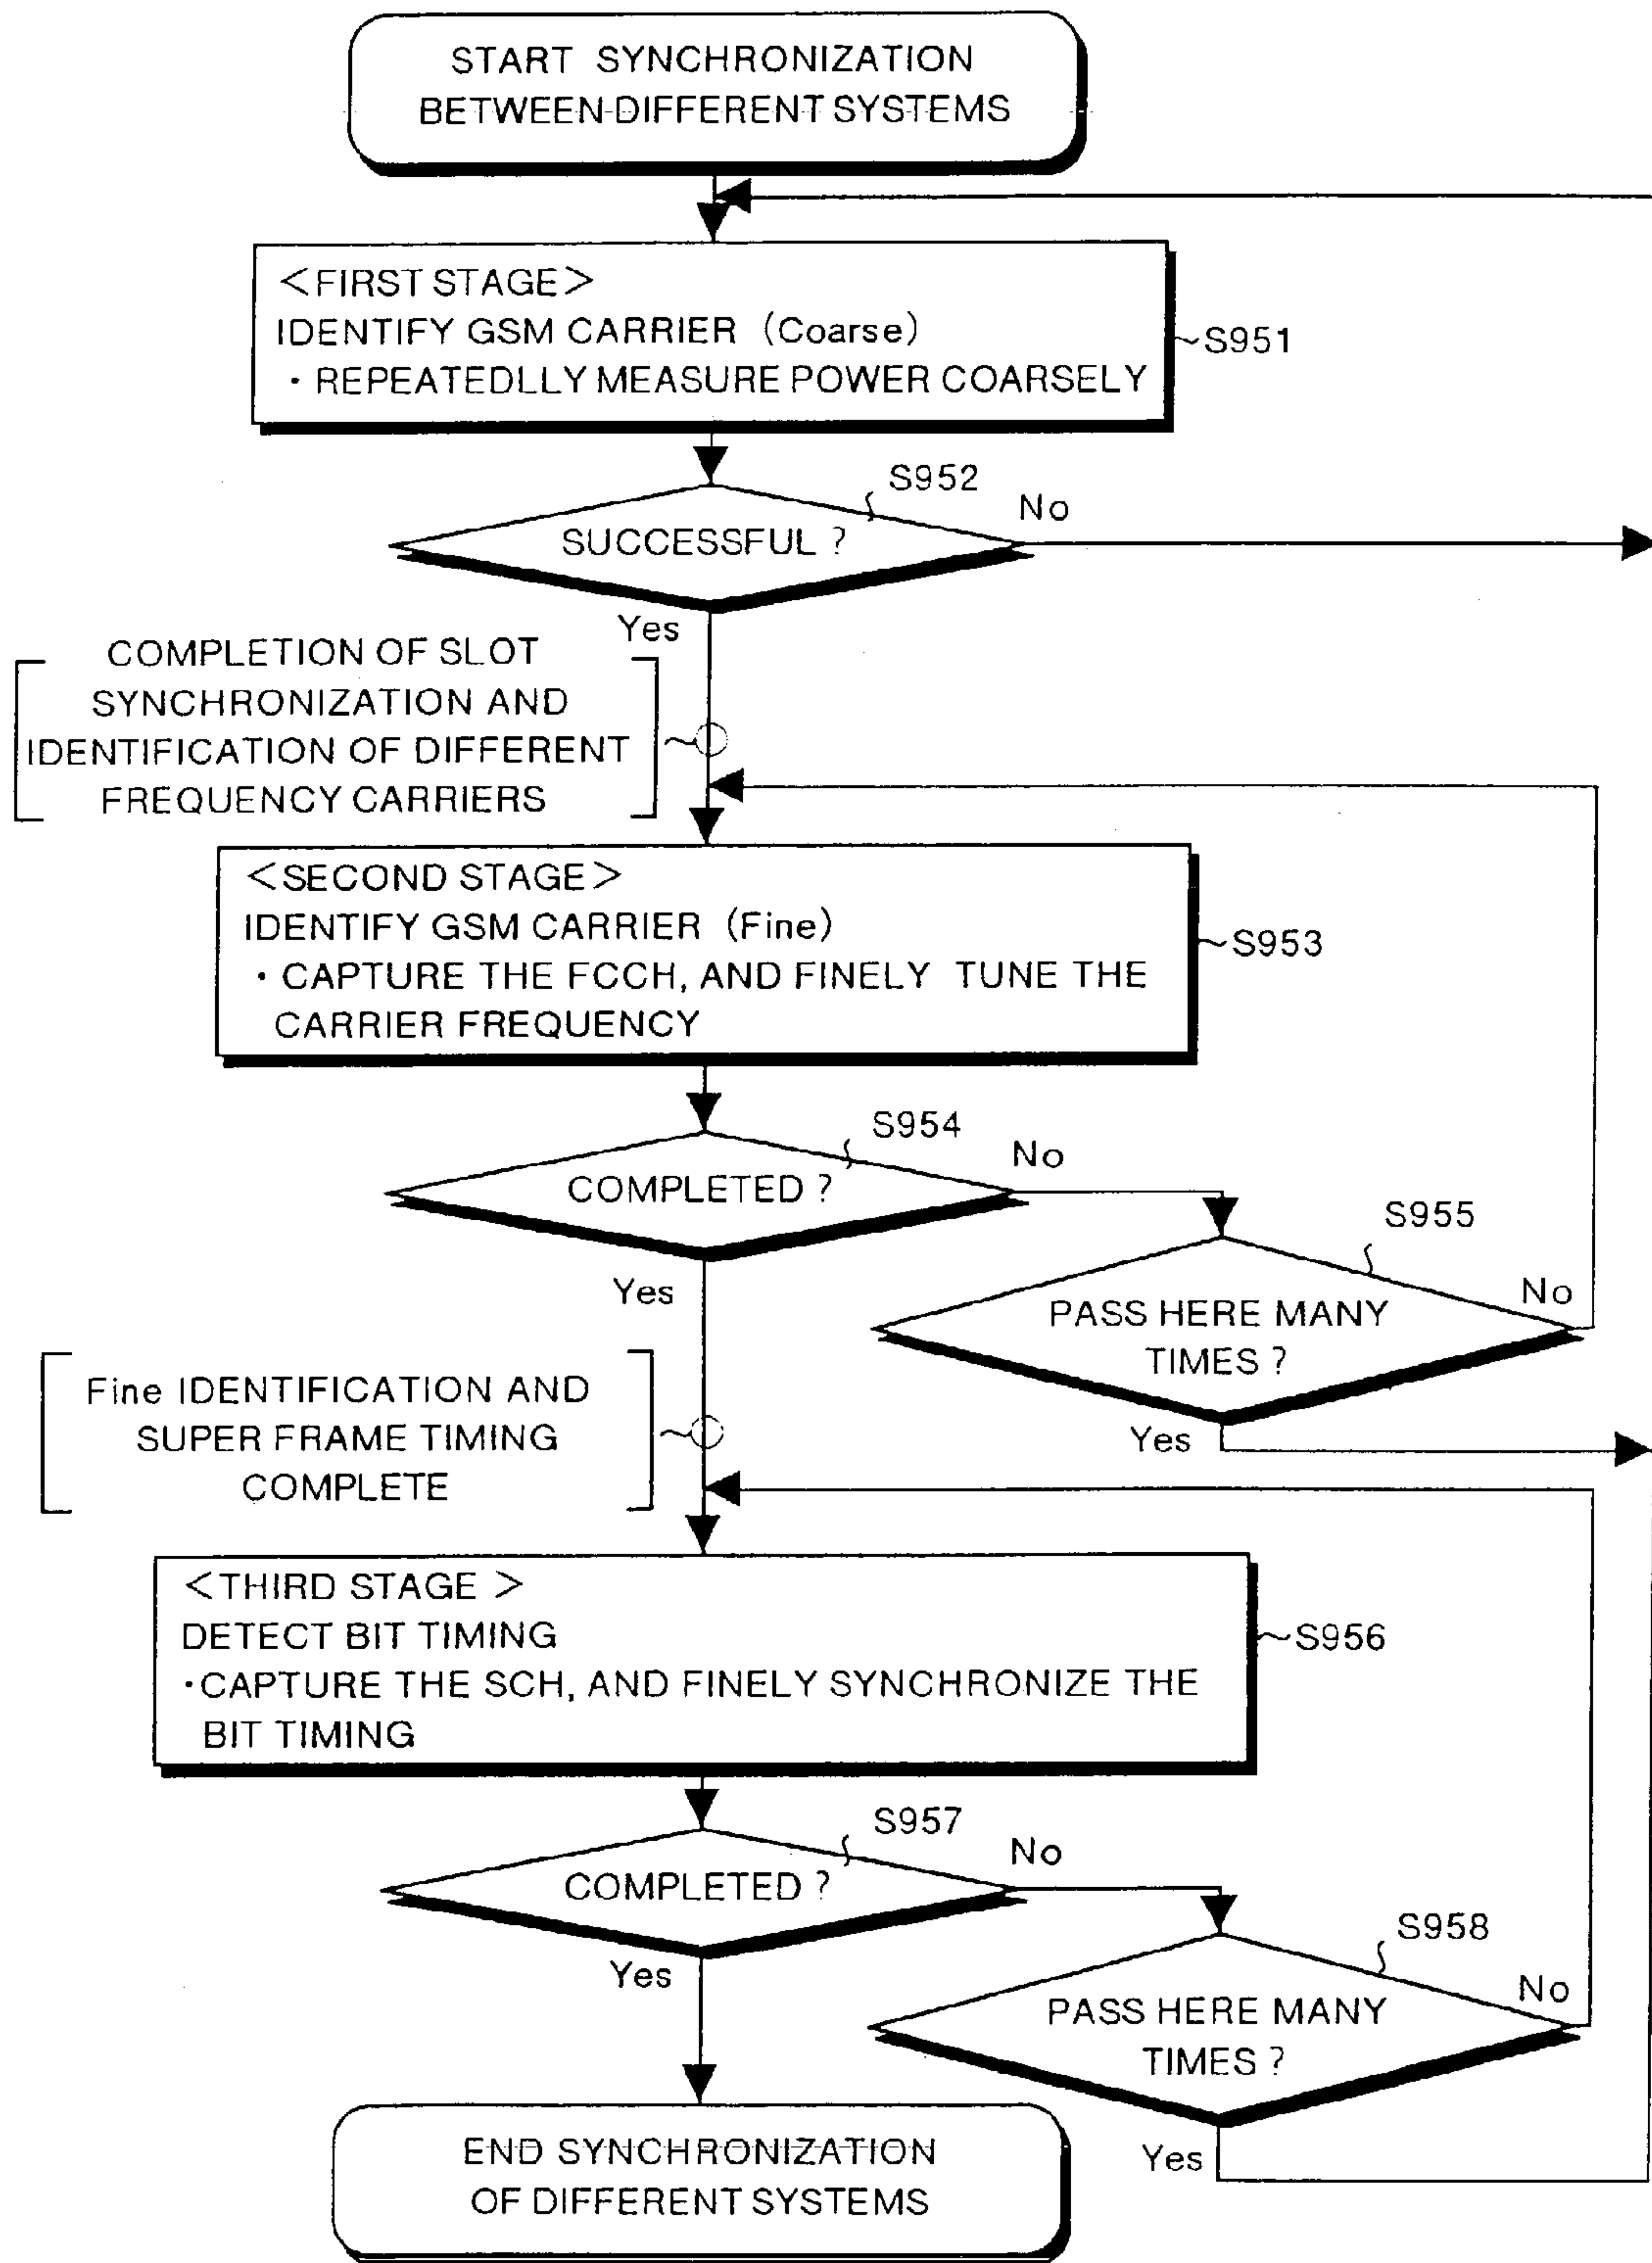 START SYNCHRONIZATION
BETWEEN DIFFERENT SYSTEMS
<FIRST STAGE>
IDENTIFY GSM CARRIER (Coarse)
・REPEATEDLLY MEASURE POWER COARSELY
S951
S952
SUCCESSFUL ?
No
Yes
COMPLETION OF SLOT
SYNCHRONIZATION AND
IDENTIFICATION OF DIFFERENT
FREQUENCY CARRIERS
<SECOND STAGE>
IDENTIFY GSM CARRIER (Fine)
・CAPTURE THE FCCH, AND FINELY TUNE THE
CARRIER FREQUENCY
S953
S954
COMPLETED ?
No
Yes
S955
PASS HERE MANY
TIMES ?
No
Yes
Fine IDENTIFICATION AND
SUPER FRAME TIMING
COMPLETE
<THIRD STAGE >
DETECT BIT TIMING
・CAPTURE THE SCH, AND FINELY SYNCHRONIZE THE
BIT TIMING
S956
S957
COMPLETED ?
No
Yes
S958
PASS HERE MANY
TIMES ?
No
Yes
END SYNCHRONIZATION
OF DIFFERENT SYSTEMS